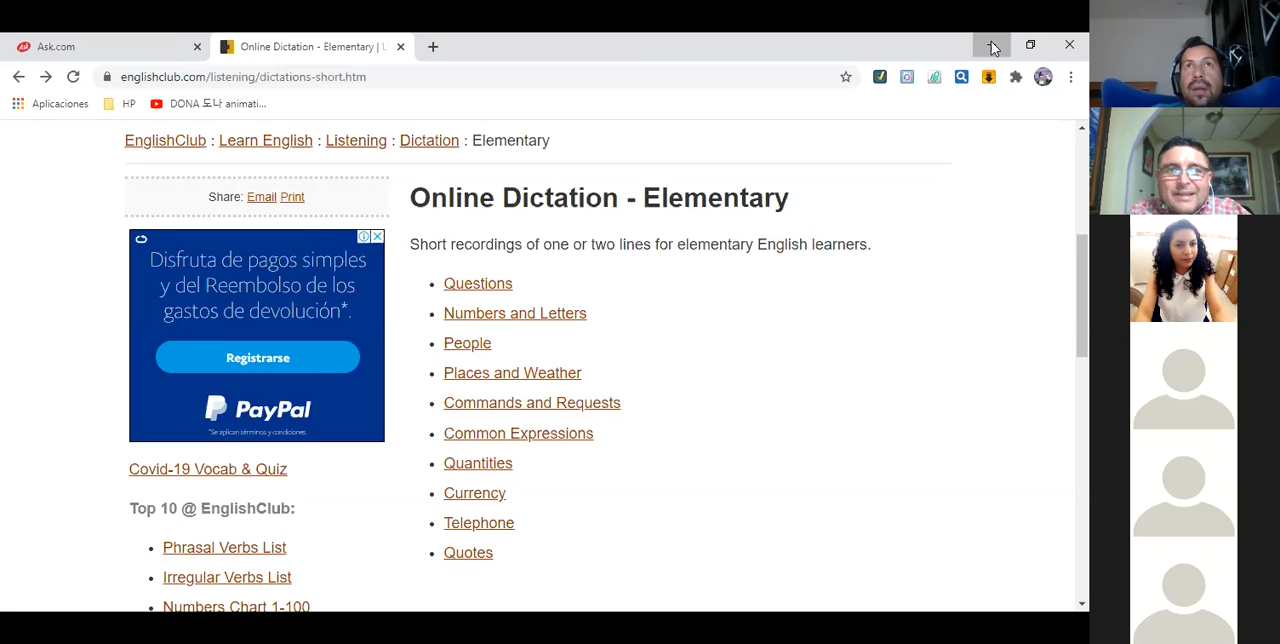 Ask.com
Online Dictation - Elementary |
englishclub.com/listening/dictations-short.htm
Aplicaciones
HP
DONA 도나 animati...
EnglishClub : Learn English : Listening : Dictation : Elementary
Share: Email Print
Disfruta de pagos simples
y del Reembolso de los
gastos de devolución*.
Registrarse
PayPal
*Se aplican términos y condiciones.
Covid-19 Vocab & Quiz
Top 10 @ EnglishClub:
Phrasal Verbs List
Irregular Verbs List
Numbers Chart 1-100
Online Dictation - Elementary
Short recordings of one or two lines for elementary English learners.
Questions
Numbers and Letters
People
Places and Weather
Commands and Requests
Common Expressions
Quantities
Currency
Telephone
Quotes